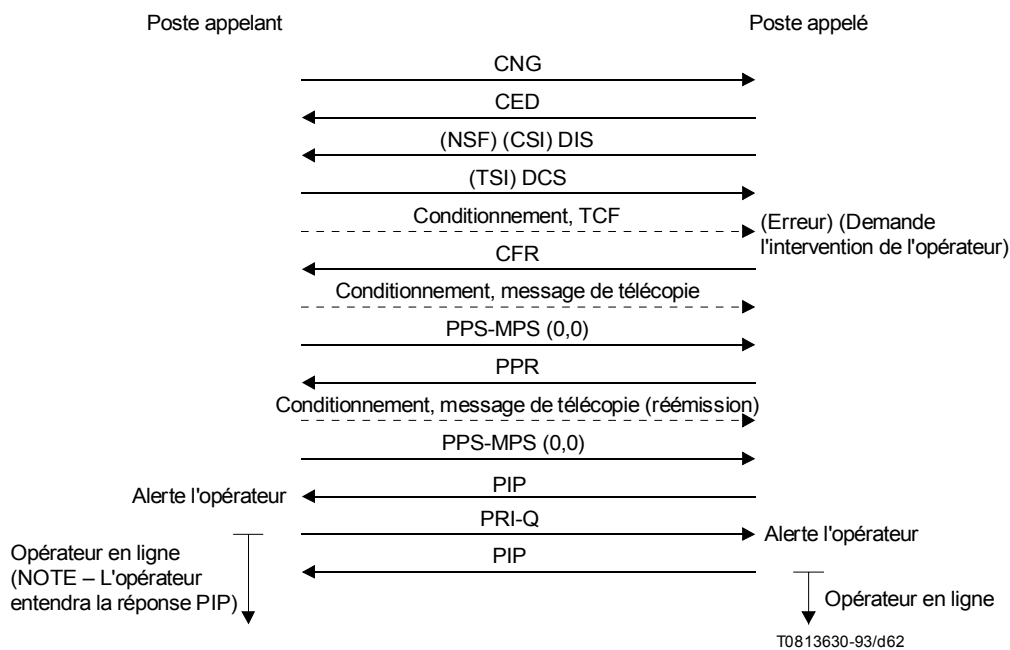 Poste appelant
Poste appelé
CNG
CED
(NSF) (CSI) DIS
(TSI) DCS
Conditionnement, TCF
(Erreur) (Demande
l'intervention de l'opérateur)
CFR
Conditionnement, message de télécopie
PPS-MPS (0,0)
PPR
Conditionnement, message de télécopie (réémission)
PPS-MPS (0,0)
PIP
Alerte l'opérateur
PRI-Q
Alerte l'opérateur
Opérateur en ligne
(NOTE – L'opérateur
entendra la réponse PIP)
PIP
Opérateur en ligne
T0813630-93/d62